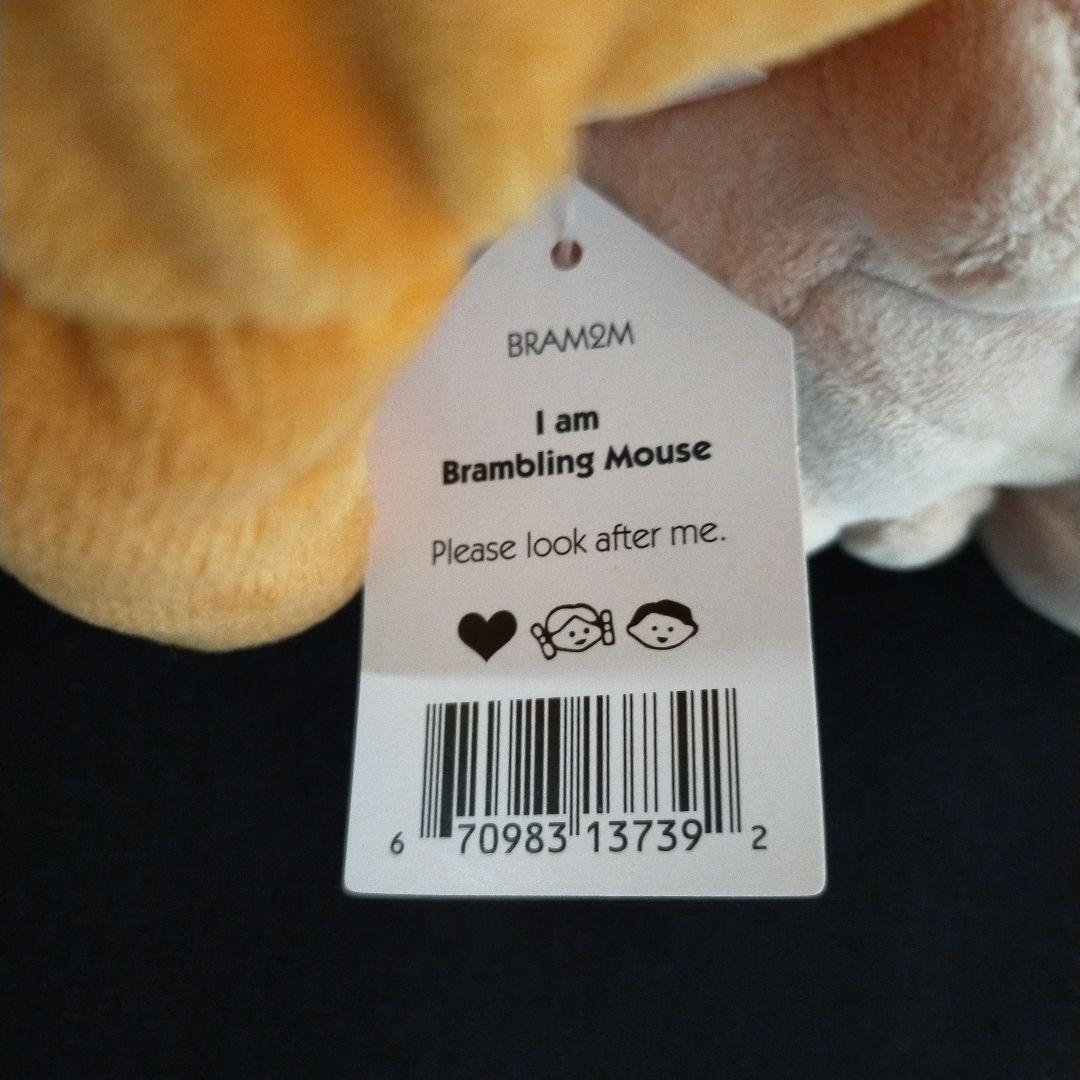 BRAM2M
I am
Brambling Mouse
Please look after me.
6 70983 13739 2